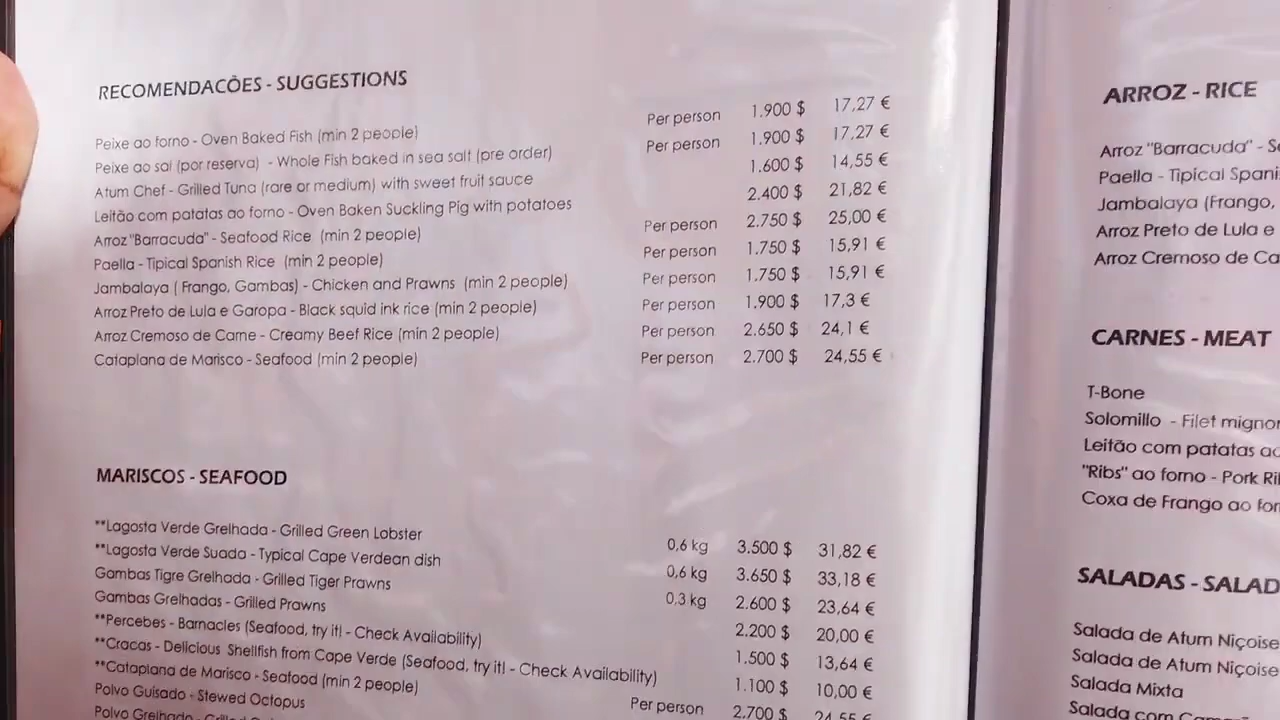 RECOMENDACÕES - SUGGESTIONS
Peixe ao forno - Oven Baked Fish (min 2 people) Per person 1.900 $ 17,27 €
Peixe ao sal (por reserva) - Whole Fish baked in sea salt (pre order) Per person 1.900 $ 17,27 €
Atum Chef - Grilled Tuna (rare or medium) with sweet fruit sauce 1.600 $ 14,55 €
Leitão com patatas ao forno - Oven Baken Suckling Pig with potatoes 2.400 $ 21,82 €
Arroz "Barracuda" - Seafood Rice (min 2 people) Per person 2.750 $ 25,00 €
Paella - Tipical Spanish Rice (min 2 people) Per person 1.750 $ 15,91 €
Jambalaya ( Frango, Gambas) - Chicken and Prawns (min 2 people) Per person 1.750 $ 15,91 €
Arroz Preto de Lula e Garopa - Black squid ink rice (min 2 people) Per person 1.900 $ 17,3 €
Arroz Cremoso de Carne - Creamy Beef Rice (min 2 people) Per person 2.650 $ 24,1 €
Cataplana de Marisco - Seafood (min 2 people) Per person 2.700 $ 24,55 €
MARISCOS - SEAFOOD
**Lagosta Verde Grelhada - Grilled Green Lobster 0,6 kg 3.500 $ 31,82 €
**Lagosta Verde Suada - Typical Cape Verdean dish 0,6 kg 3.650 $ 33,18 €
Gambas Tigre Grelhada - Grilled Tiger Prawns 0,3 kg 2.600 $ 23,64 €
Gambas Grelhadas - Grilled Prawns 2.200 $ 20,00 €
**Percebes - Barnacles (Seafood, try it! - Check Availability) 1.500 $ 13,64 €
**Cracas - Delicious Shellfish from Cape Verde (Seafood, try it! - Check Availability) 1.100 $ 10,00 €
**Cataplana de Marisco - Seafood (min 2 people) Per person 2.700 $ 24,55 €
Polvo Guisado - Stewed Octopus
Polvo Grelhado - Grilled
ARROZ - RICE
Arroz "Barracuda" -
Paella - Tipical
Jambalaya (Frango,
Arroz Preto de Lula e
Arroz Cremoso de
CARNES - MEAT
T-Bone
Solomillo - Filet
Leitão com patatas
"Ribs" ao forno - Pork
Coxa de Frango ao
SALADAS -
Salada de Atum Niçoise
Salada de Atum Niçoise
Salada Mixta
Salada com